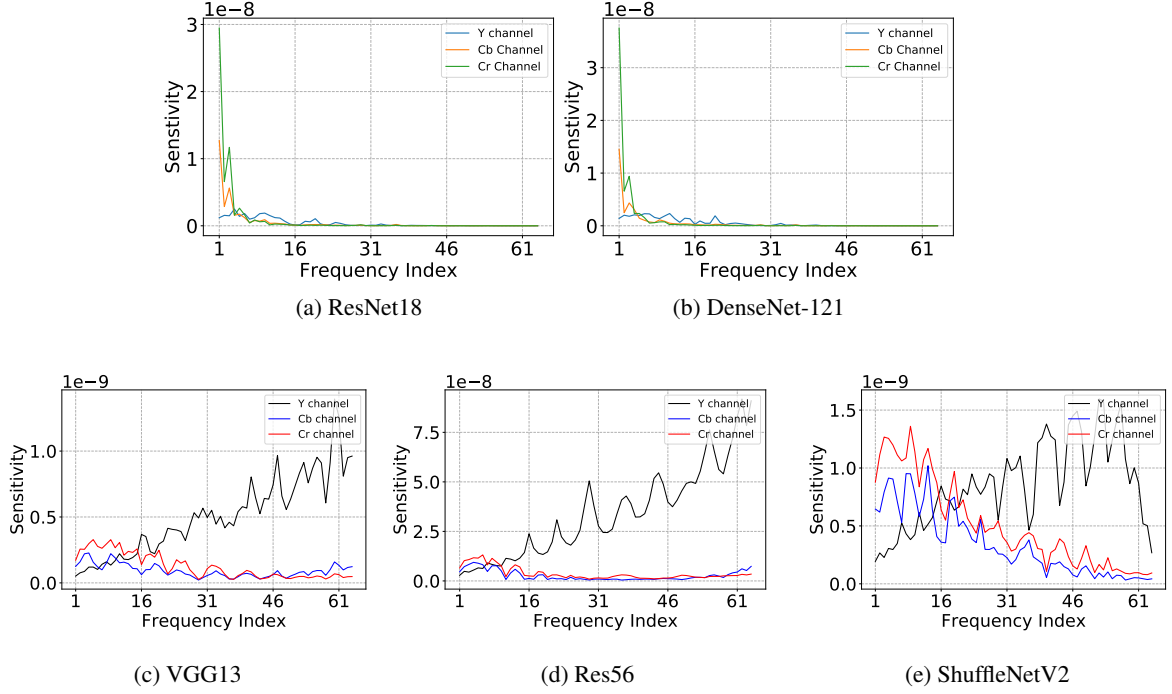 1e−8
3
2
1
0
Senstivity
Y channel
Cb Channel
Cr Channel
1 16 31 46 61
Frequency Index
(a) ResNet18
1e−8
3
2
1
0
Senstivity
Y channel
Cb Channel
Cr Channel
1 16 31 46 61
Frequency Index
(b) DenseNet-121
1e−9
1.0
0.5
0.0
Sensitivity
Y channel
Cb channel
Cr channel
1 16 31 46 61
Frequency Index
(c) VGG13
1e−8
7.5
5.0
2.5
0.0
Sensitivity
Y channel
Cb channel
Cr channel
1 16 31 46 61
Frequency Index
(d) Res56
1e−9
1.5
1.0
0.5
0.0
Sensitivity
Y channel
Cb channel
Cr channel
1 16 31 46 61
Frequency Index
(e) ShuffleNetV2